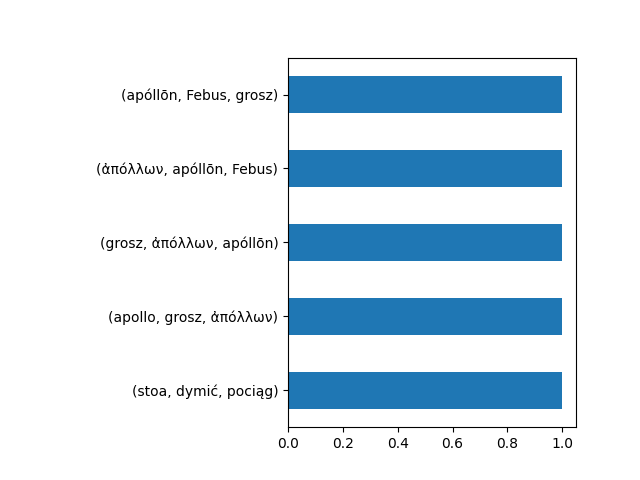 (apóllōn, Febus, grosz)
(ἀπόλλων, apóllōn, Febus)
(grosz, ἀπόλλων, apóllōn)
(apollo, grosz, ἀπόλλων)
(stoa, dymić, pociąg)
0.0 0.2 0.4 0.6 0.8 1.0